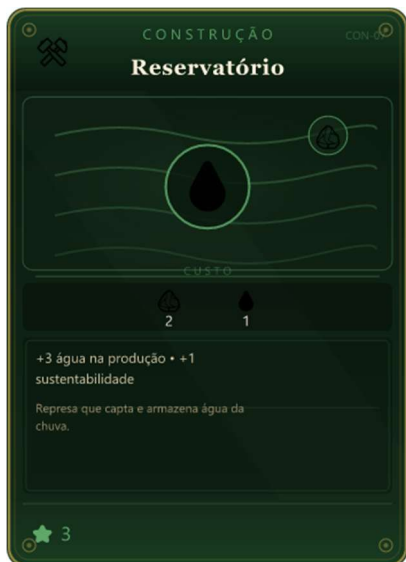 CONSTRUÇÃO
Reservatório
CUSTO
2 1
+3 água na produção • +1
sustentabilidade
Represa que capta e armazena água da
chuva.
3